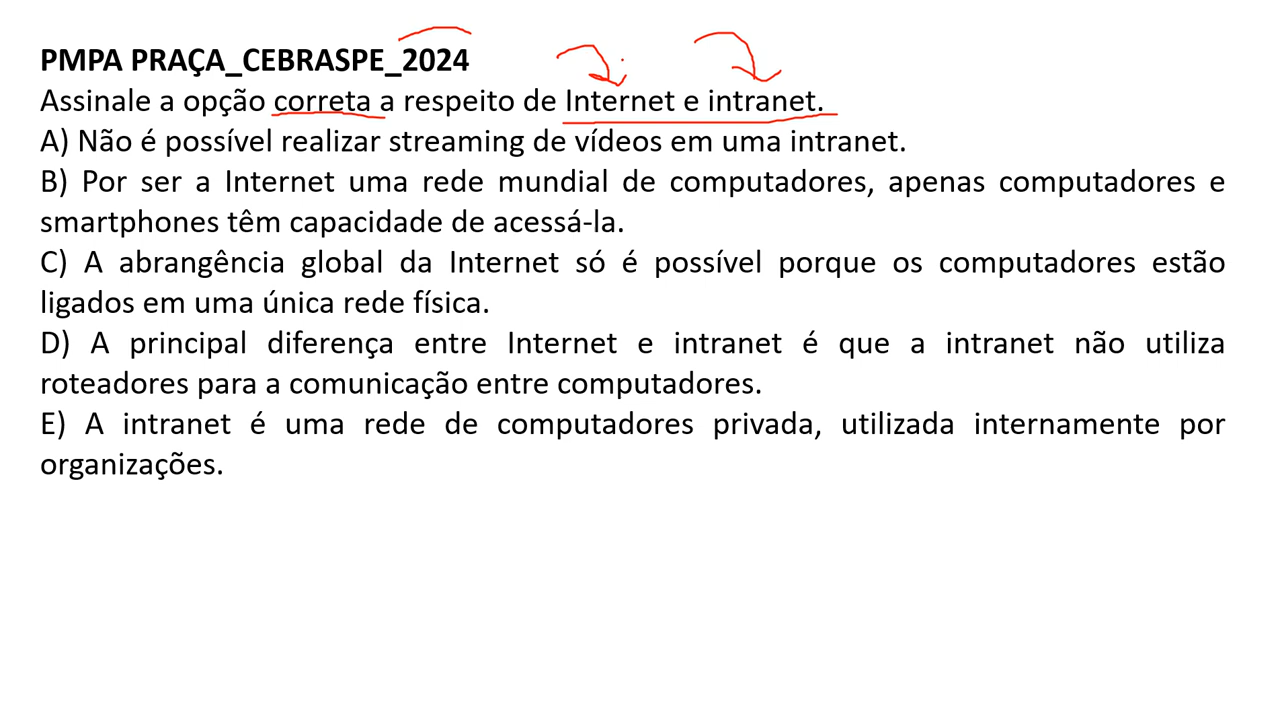 PMPA PRAÇA_CEBRASPE_2024
Assinale a opção correta a respeito de Internet e intranet.
A) Não é possível realizar streaming de vídeos em uma intranet.
B) Por ser a Internet uma rede mundial de computadores, apenas computadores e
smartphones têm capacidade de acessá-la.
C) A abrangência global da Internet só é possível porque os computadores estão
ligados em uma única rede física.
D) A principal diferença entre Internet e intranet é que a intranet não utiliza
roteadores para a comunicação entre computadores.
E) A intranet é uma rede de computadores privada, utilizada internamente por
organizações.